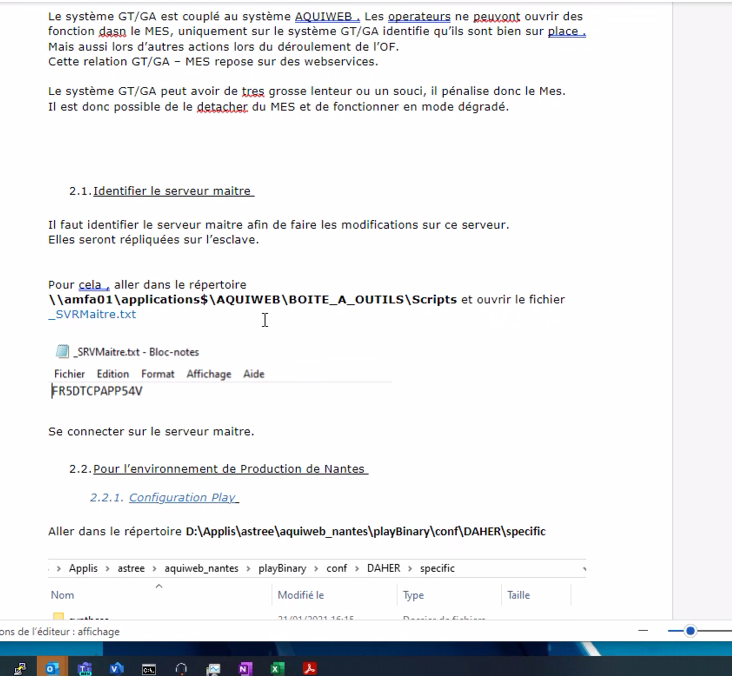 Le système GT/GA est couplé au système AQUIWEB . Les operateurs ne peuvont ouvrir des
fonction dasn le MES, uniquement sur le système GT/GA identifie qu'ils sont bien sur place .
Mais aussi lors d'autres actions lors du déroulement de l'OF.
Cette relation GT/GA – MES repose sur des webservices.
Le système GT/GA peut avoir de tres grosse lenteur ou un souci, il pénalise donc le Mes.
Il est donc possible de le detacher du MES et de fonctionner en mode dégradé.
2.1. Identifier le serveur maitre
Il faut identifier le serveur maitre afin de faire les modifications sur ce serveur.
Elles seront répliquées sur l'esclave.
Pour cela , aller dans le répertoire
\\amfa01\applications$\AQUIWEB\BOITE_A_OUTILS\Scripts et ouvrir le fichier
_SVRMaitre.txt
_SRVMaitre.txt - Bloc-notes
Fichier Edition Format Affichage Aide
FR5DTCPAPP54V
Se connecter sur le serveur maitre.
2.2. Pour l'environnement de Production de Nantes
2.2.1. Configuration Play
Aller dans le répertoire D:\Applis\astree\aquiweb_nantes\playBinary\conf\DAHER\specific
› Applis › astree › aquiweb_nantes › playBinary › conf › DAHER › specific
Nom Modifié le Type Taille
21/01/2021 16:15 Dossier de fichiers
ons de l'éditeur : affichage